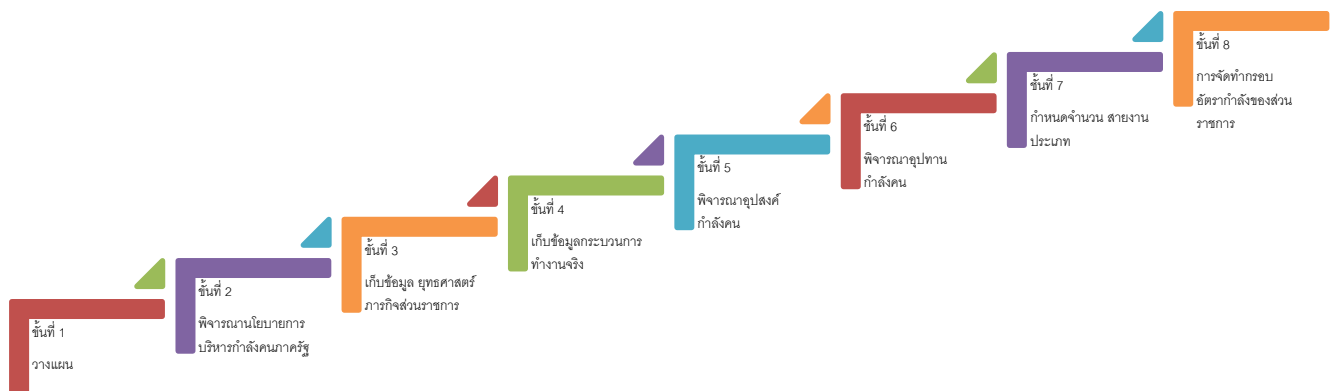 ขั้นที่ 1
วางแผน
ขั้นที่ 2
พิจารณานโยบายการ
บริหารกำลังคนภาครัฐ
ขั้นที่ 3
เก็บข้อมูล ยุทธศาสตร์
ภารกิจส่วนราชการ
ขั้นที่ 4
เก็บข้อมูลกระบวนการ
ทำงานจริง
ขั้นที่ 5
พิจารณาอุปสงค์
กำลังคน
ขั้นที่ 6
พิจารณาอุปทาน
กำลังคน
ขั้นที่ 7
กำหนดจำนวน สายงาน
ประเภท
ขั้นที่ 8
การจัดทำกรอบ
อัตรากำลังของส่วน
ราชการ